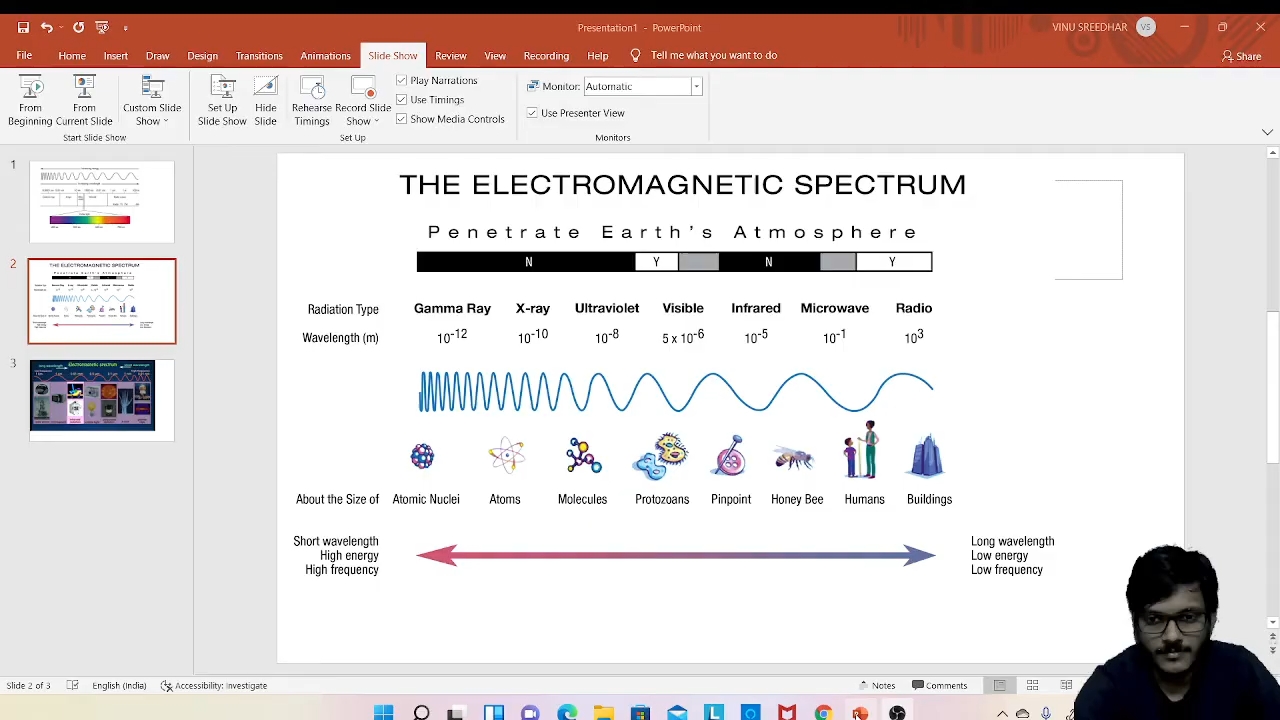 Presentation1 - PowerPoint
VINU SREEDHAR
VS
File Home Insert Draw Design Transitions Animations Slide Show Review View Recording Help Tell me what you want to do
Share
From Beginning
From Current Slide
Custom Slide Show
Set Up Slide Show
Hide Slide
Rehearse Timings
Record Slide Show
Play Narrations
Use Timings
Show Media Controls
Monitor: Automatic
Use Presenter View
Start Slide Show
Set Up
Monitors
1
2
3
THE ELECTROMAGNETIC SPECTRUM
Penetrate Earth's Atmosphere
N Y N Y
Radiation Type Gamma Ray X-ray Ultraviolet Visible Infrared Microwave Radio
Wavelength (m) 10-12 10-10 10-8 5 x 10-6 10-5 10-1 103
About the Size of Atomic Nuclei Atoms Molecules Protozoans Pinpoint Honey Bee Humans Buildings
Short wavelength
High energy
High frequency
Long wavelength
Low energy
Low frequency
Slide 2 of 3 English (India) Accessibility: Investigate Notes Comments